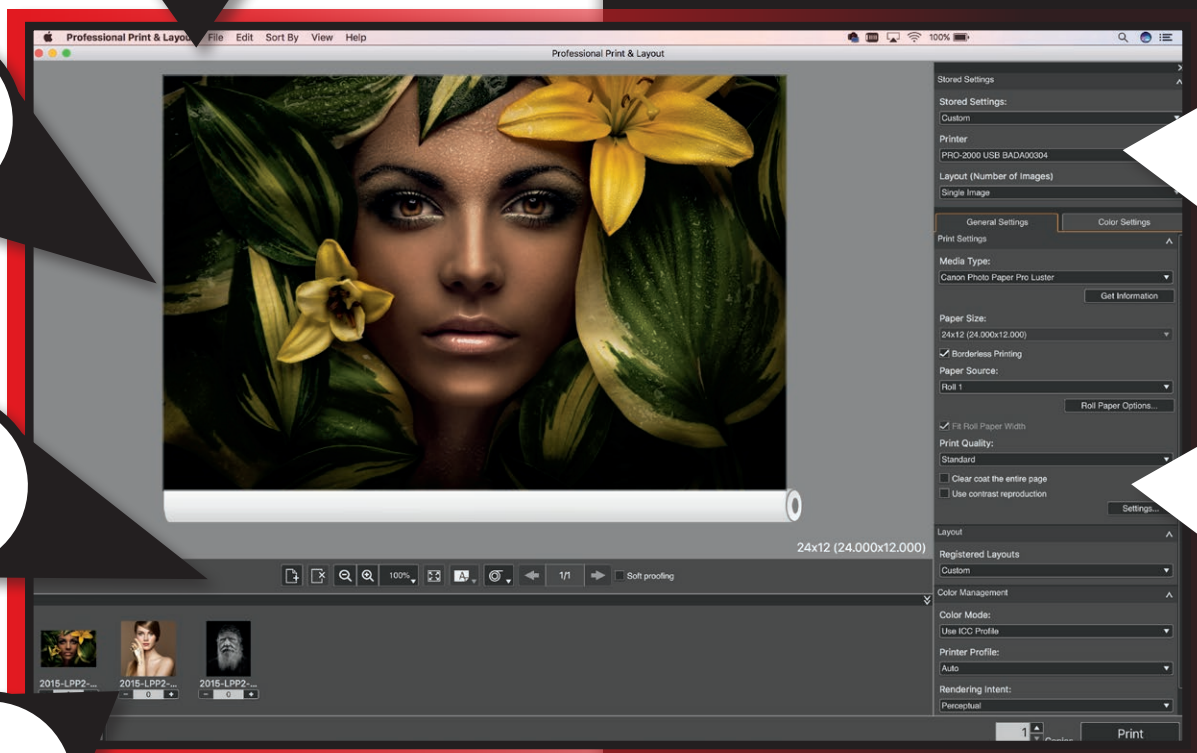 Professional Print & Layout File Edit Sort By View Help 100%
Professional Print & Layout
Stored Settings
Stored Settings:
Custom
Printer
PRO-2000 USB BADA00304
Layout (Number of Images)
Single Image
General Settings Color Settings
Print Settings
Media Type:
Canon Photo Paper Pro Luster
Get Information
Paper Size:
24x12 (24.000x12.000)
Borderless Printing
Paper Source:
Roll 1
Roll Paper Options...
Fit Roll Paper Width
Print Quality:
Standard
Clear coat the entire page
Use contrast reproduction
Settings...
Layout
Registered Layouts
Custom
Color Management
Color Mode:
Use ICC Profile
Printer Profile:
Auto
Rendering Intent:
Perceptual
1 Copies Print
24x12 (24.000x12.000)
100% A 1/1 Soft proofing
2015-LPP2-... 2015-LPP2-... 2015-LPP2-...
- 0 + - 0 +